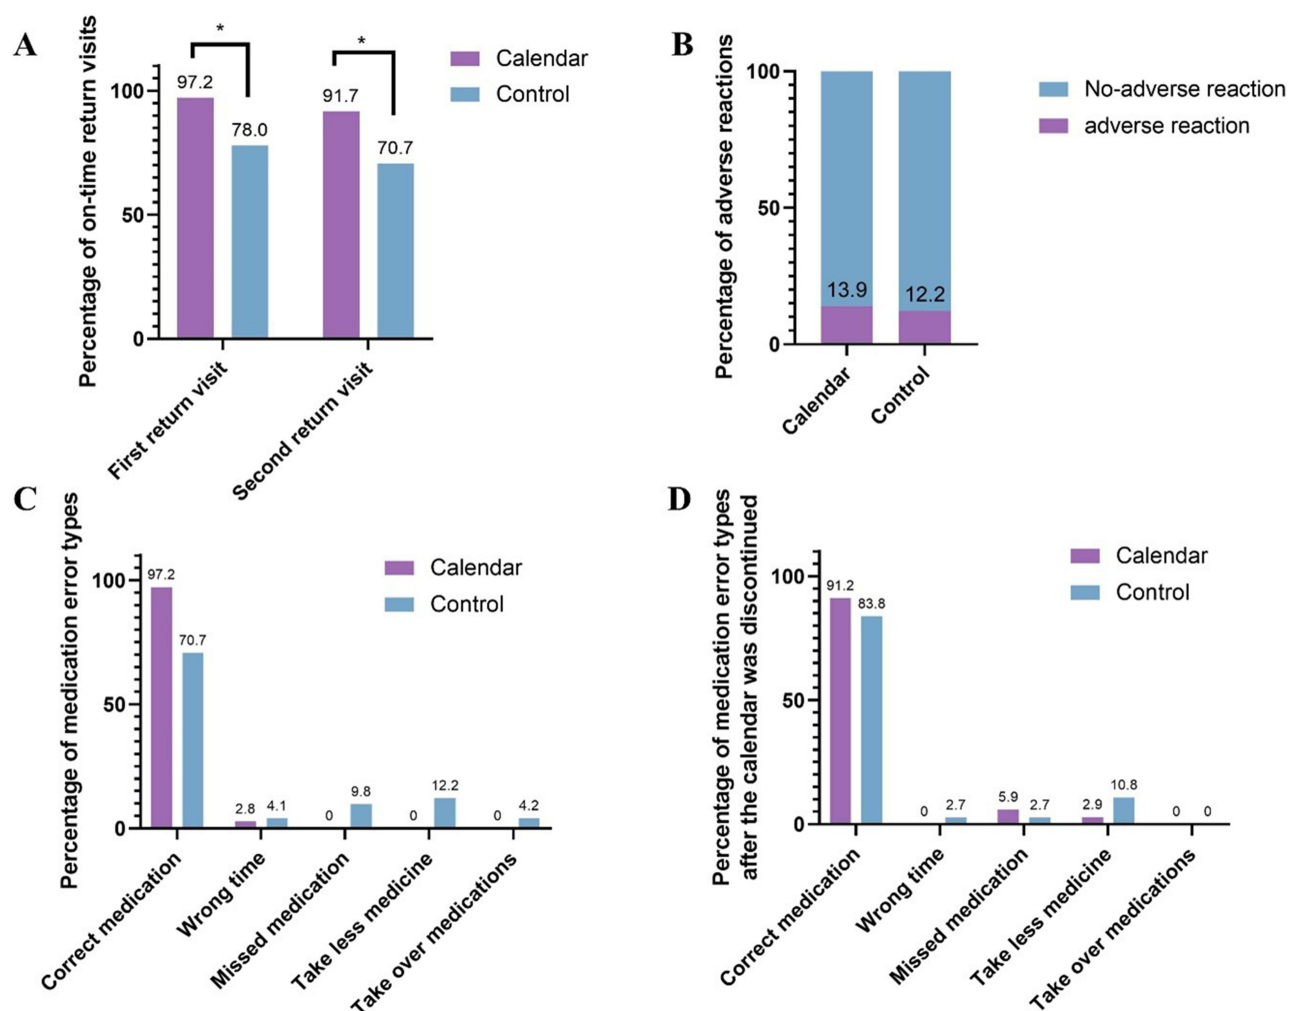 A
Percentage of on-time return visits
*
*
Calendar
Control
100
50
0
97.2
78.0
91.7
70.7
First return visit
Second return visit
B
Percentage of adverse reactions
No-adverse reaction
adverse reaction
100
50
0
13.9
12.2
Calendar
Control
C
Percentage of medication error types
Calendar
Control
100
50
0
97.2
70.7
2.8
4.1
0
9.8
0
12.2
0
4.2
Correct medication
Wrong time
Missed medication
Take less medicine
Take over medications
D
Percentage of medication error types
after the calendar was discontinued
Calendar
Control
100
50
0
91.2
83.8
0
2.7
5.9
2.7
2.9
10.8
0
0
Correct medication
Wrong time
Missed medication
Take less medicine
Take over medications